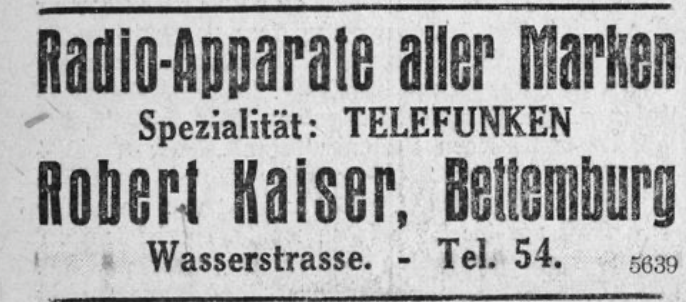 Radio-Apparate aller Marken
Spezialität: TELEFUNKEN
Robert Kaiser, Bettemburg
Wasserstrasse. - Tel. 54. 5639